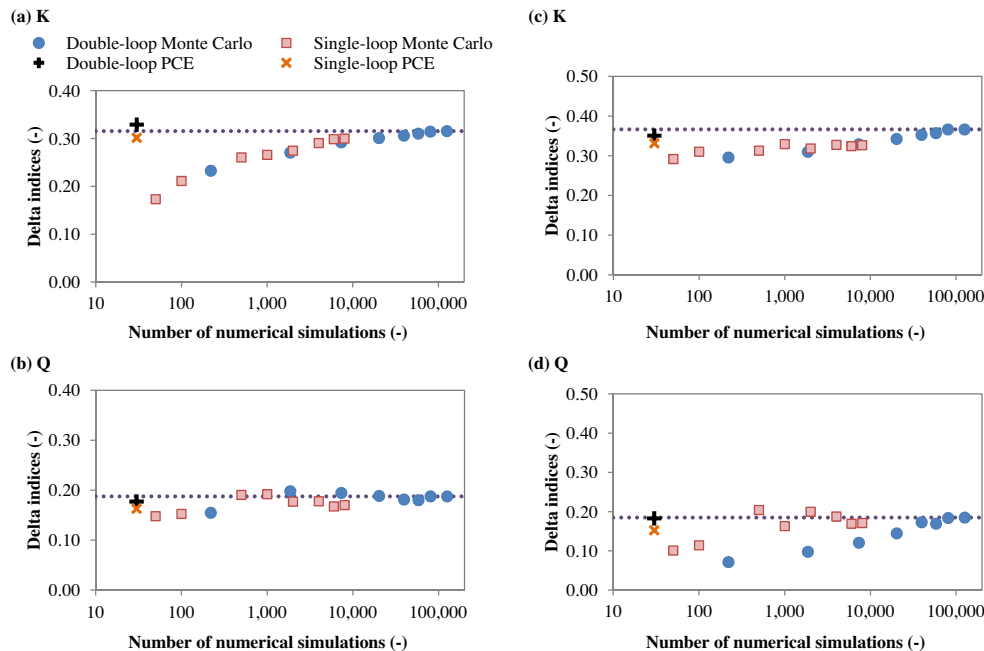 (a) K
Double-loop Monte Carlo
Single-loop Monte Carlo
Double-loop PCE
Single-loop PCE
0.40
0.30
0.20
0.10
0.00
Delta indices (-)
10
100
1,000
10,000
100,000
Number of numerical simulations (-)
(c) K
0.50
0.40
0.30
0.20
0.10
0.00
Delta indices (-)
10
100
1,000
10,000
100,000
Number of numerical simulations (-)
(b) Q
0.40
0.30
0.20
0.10
0.00
Delta indices (-)
10
100
1,000
10,000
100,000
Number of numerical simulations (-)
(d) Q
0.50
0.40
0.30
0.20
0.10
0.00
Delta indices (-)
10
100
1,000
10,000
100,000
Number of numerical simulations (-)